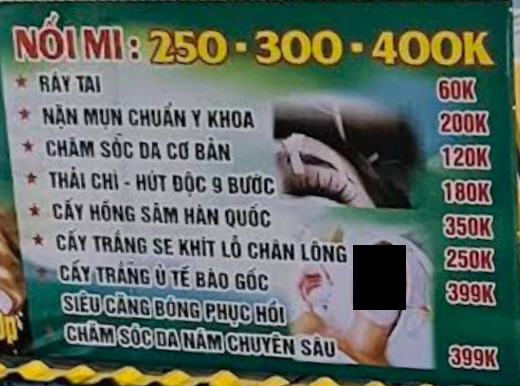 NỐI MI : 250 - 300 - 400K
RÁY TAI 60K
NẶN MỤN CHUẨN Y KHOA 200K
CHĂM SÓC DA CƠ BẢN 120K
THẢI CHÌ - HÚT ĐỘC 9 BƯỚC 180K
CẤY HỒNG SÂM HÀN QUỐC 350K
CẤY TRẮNG SE KHÍT LỖ CHÂN LÔNG 250K
CẤY TRẮNG Ủ TẾ BÀO GỐC 399K
SIÊU CĂNG BÓNG PHỤC HỒI
CHĂM SÓC DA NÁM CHUYÊN SÂU 399K